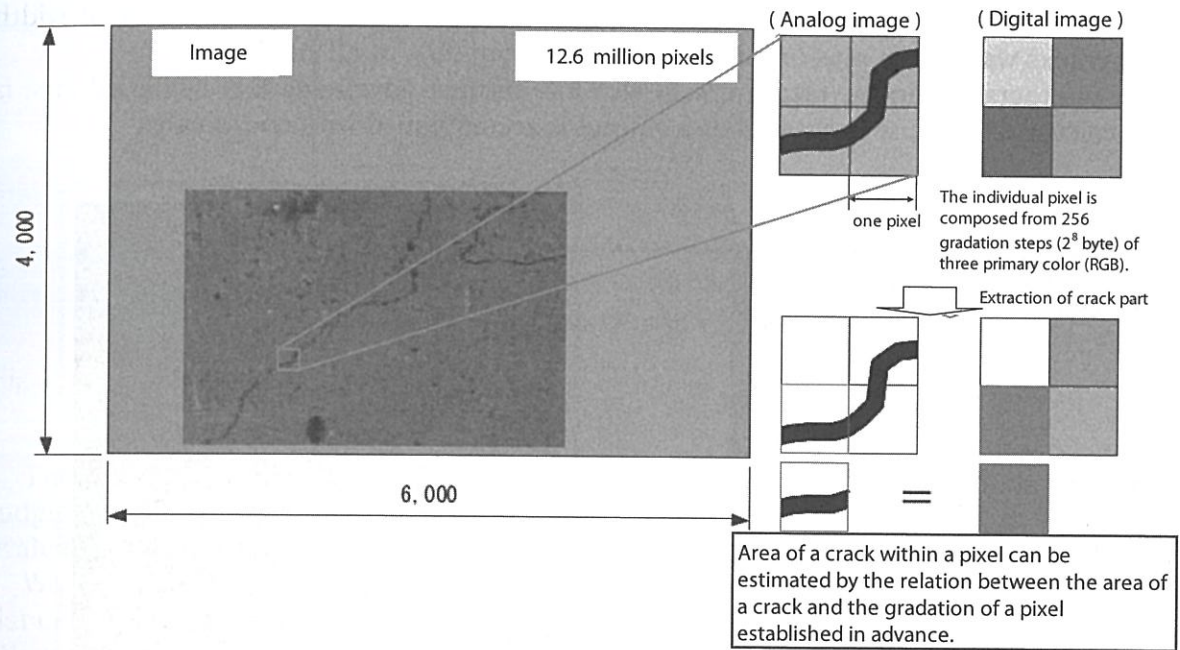 Image
12.6 million pixels
4, 000
6, 000
( Analog image )
( Digital image )
one pixel
The individual pixel is
composed from 256
gradation steps (2⁸ byte) of
three primary color (RGB).
Extraction of crack part
=
Area of a crack within a pixel can be
estimated by the relation between the area of
a crack and the gradation of a pixel
established in advance.